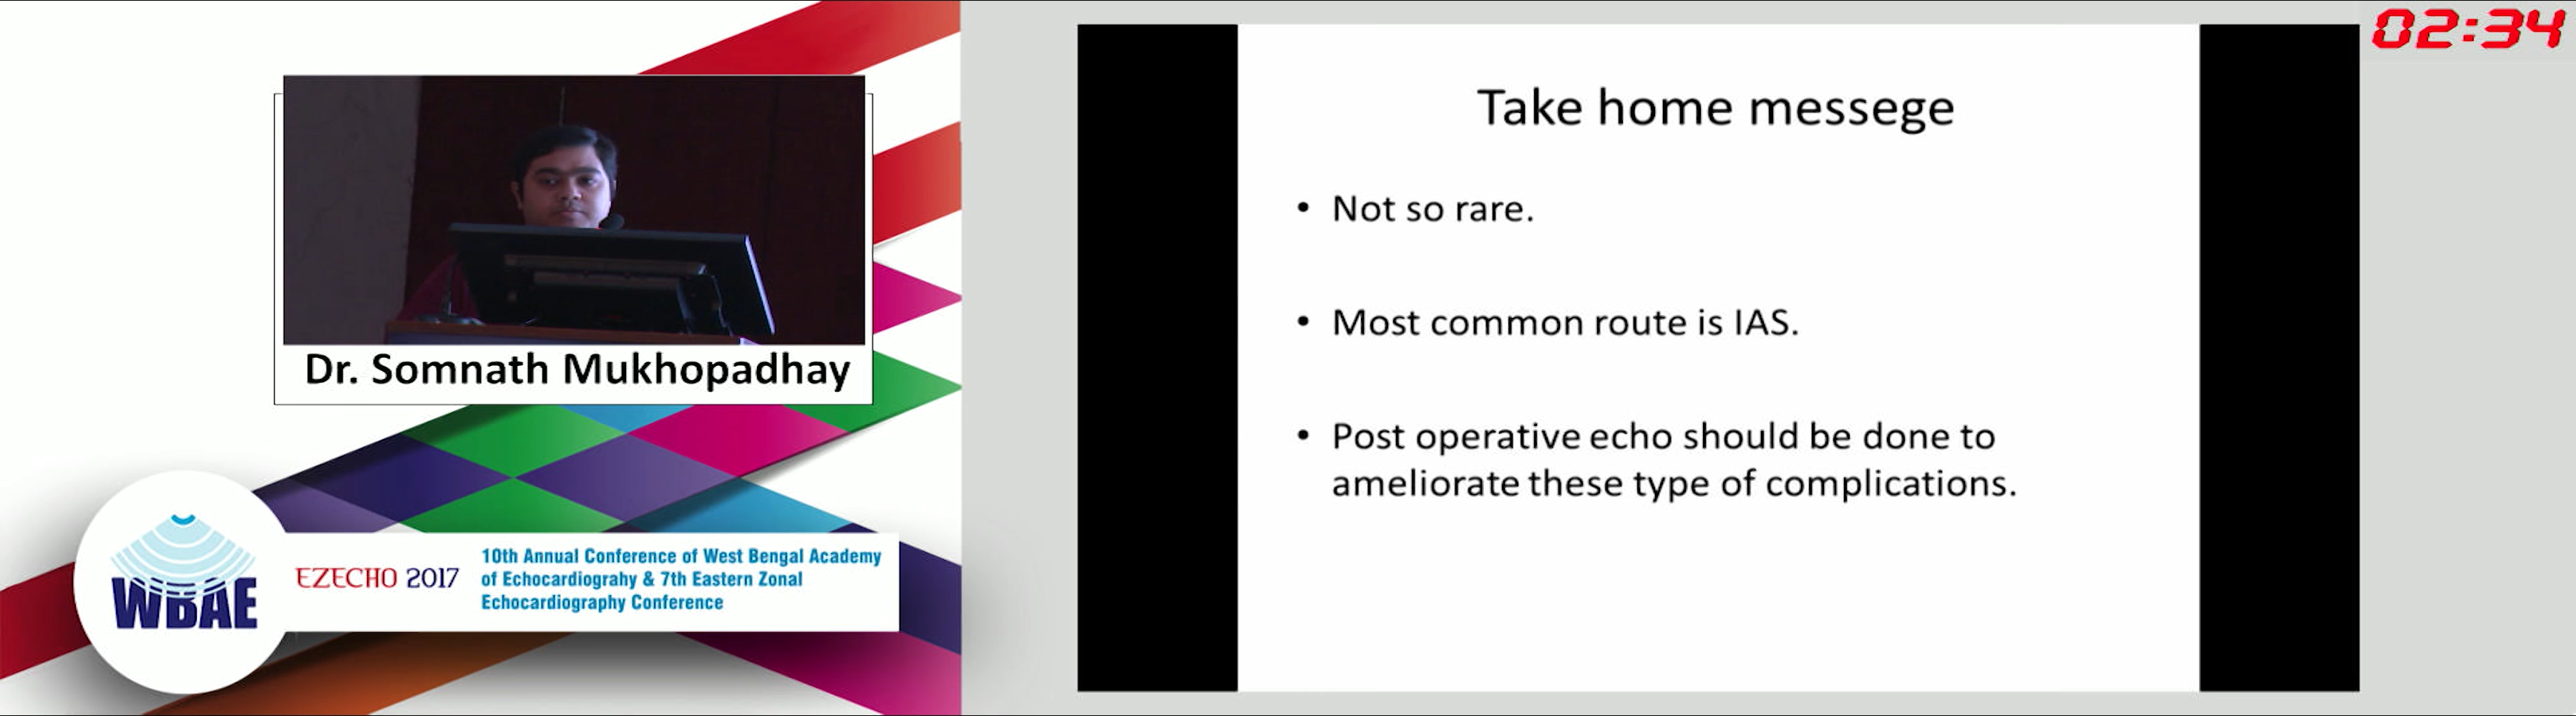 Dr. Somnath Mukhopadhay
WBAE
EZECHO 2017
10th Annual Conference of West Bengal Academy
of Echocardiograhy & 7th Eastern Zonal
Echocardiography Conference
Take home messege
• Not so rare.
• Most common route is IAS.
• Post operative echo should be done to
ameliorate these type of complications.
02:34